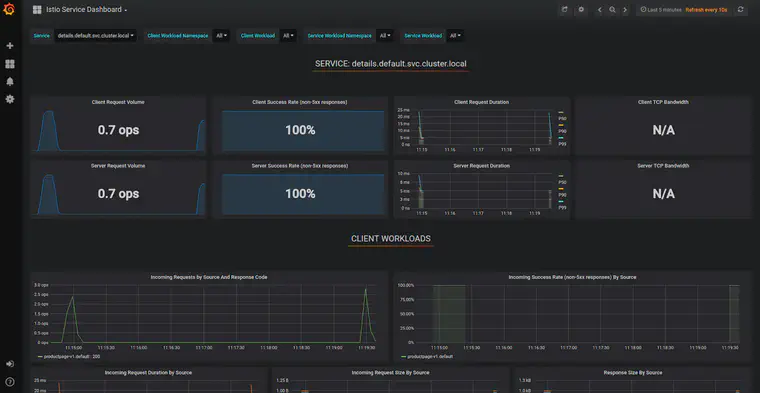 Istio Service Dashboard
Last 5 minutes Refresh every 10s
Service details.default.svc.cluster.local Client Workload Namespace All Client Workload All Service Workload Namespace All Service Workload All
SERVICE: details.default.svc.cluster.local
Client Request Volume
0.7 ops
Client Success Rate (non-5xx responses)
100%
Client Request Duration
25 ms
20 ms
15 ms
10 ms
5 ms
0 ns
11:15 11:16 11:17 11:18 11:19
P50
P90
P99
Client TCP Bandwidth
N/A
Server Request Volume
0.7 ops
Server Success Rate (non-5xx responses)
100%
Server Request Duration
10 ms
8 ms
6 ms
4 ms
2 ms
0 ns
11:15 11:16 11:17 11:18 11:19
P50
P90
P99
Server TCP Bandwidth
N/A
CLIENT WORKLOADS
Incoming Requests by Source And Response Code
3.0 ops
2.5 ops
2.0 ops
1.5 ops
1.0 ops
0.5 ops
0 ops
11:15:00 11:15:30 11:16:00 11:16:30 11:17:00 11:17:30 11:18:00 11:18:30 11:19:00 11:19:30
productpage-v1.default : 200
Incoming Success Rate (non-5xx responses) By Source
100.00%
75.00%
50.00%
25.00%
0%
11:15:00 11:15:30 11:16:00 11:16:30 11:17:00 11:17:30 11:18:00 11:18:30 11:19:00 11:19:30
productpage-v1.default
Incoming Request Duration by Source
25 ms
20 ms
Incoming Request Size By Source
1.25 B
1.00 B
Response Size By Source
1.0 kB